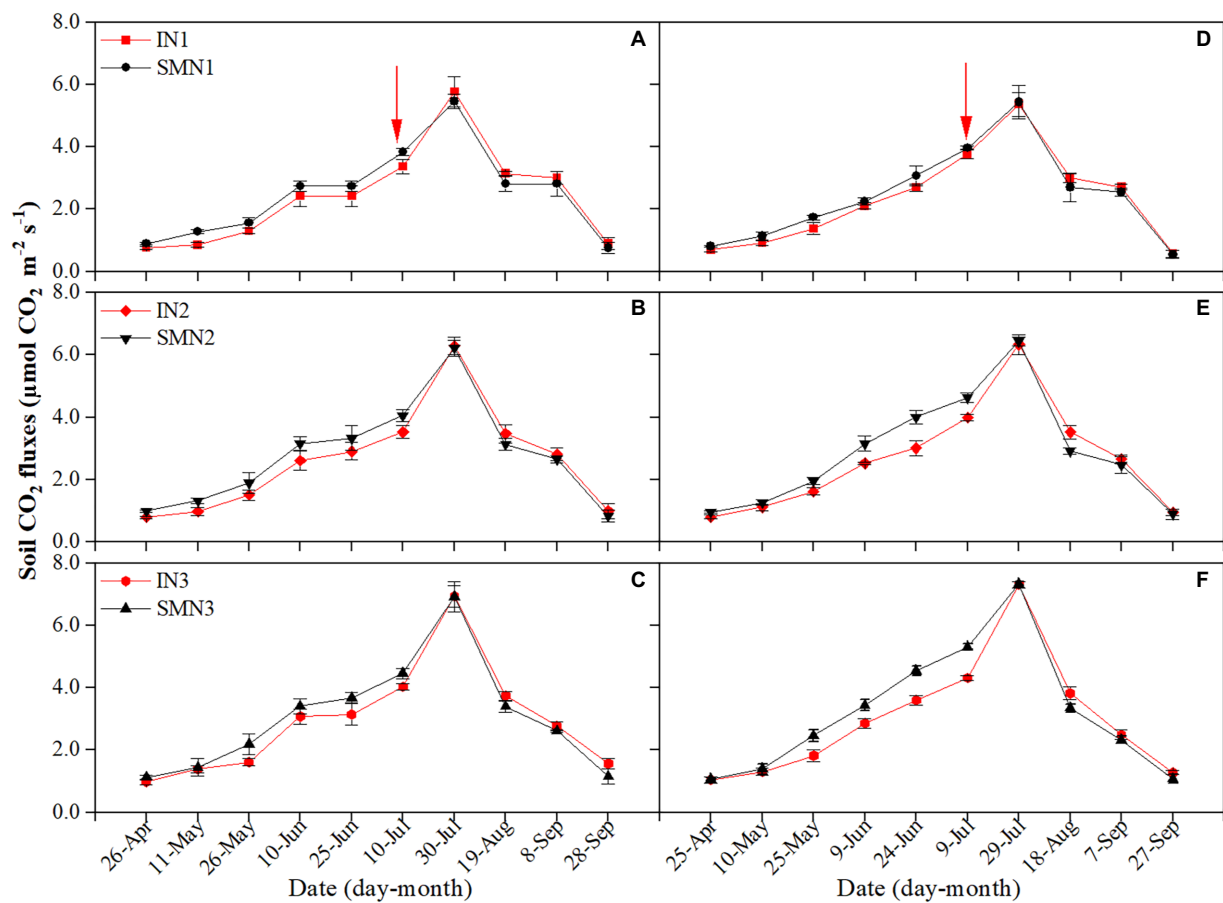 Soil CO2 fluxes (μmol CO2 m−2 s−1)
8.0
6.0
4.0
2.0
0.0
IN1
SMN1
A
D
8.0
6.0
4.0
2.0
0.0
IN2
SMN2
B
E
8.0
6.0
4.0
2.0
0.0
IN3
SMN3
C
F
26-Apr
11-May
26-May
10-Jun
25-Jun
10-Jul
30-Jul
19-Aug
8-Sep
28-Sep
25-Apr
10-May
25-May
9-Jun
24-Jun
9-Jul
29-Jul
18-Aug
7-Sep
27-Sep
Date (day-month)
Date (day-month)